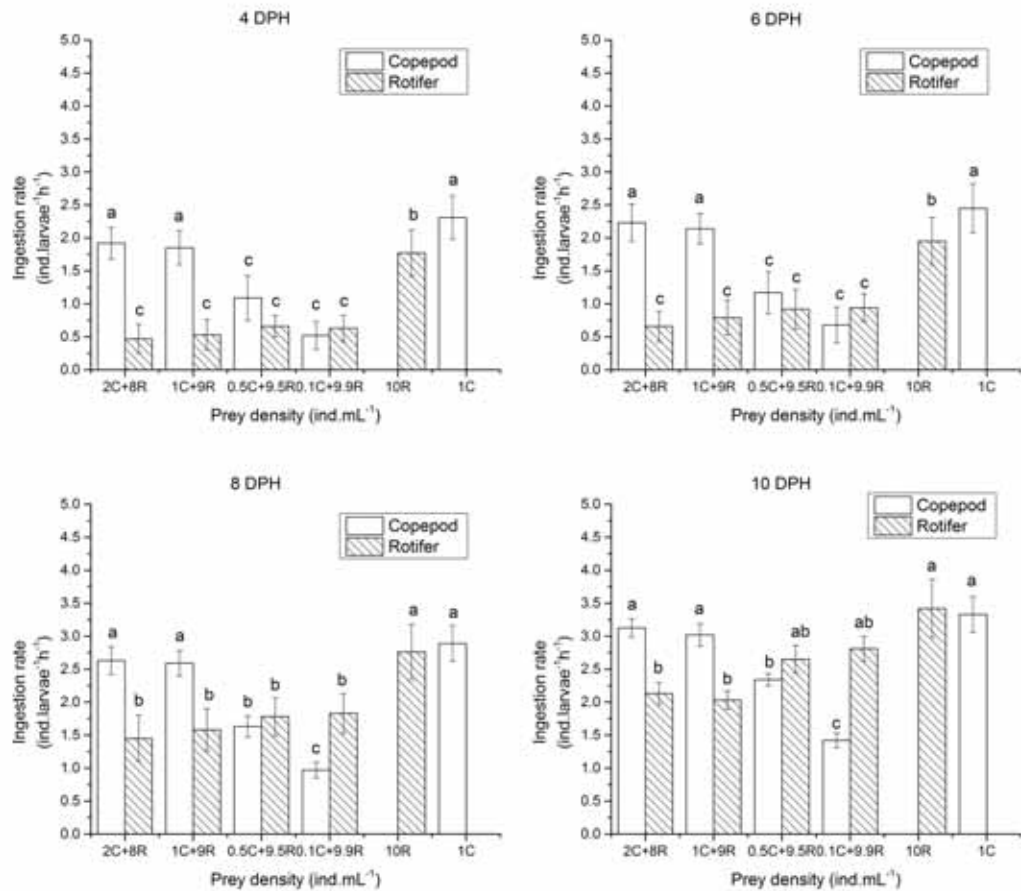 4 DPH
5.0
4.5
4.0
3.5
3.0
2.5
2.0
1.5
1.0
0.5
0.0
Ingestion rate
(ind.larvae⁻¹h⁻¹)
Copepod
Rotifer
a
a
b
a
c
c
c
c
c
c
2C+8R 1C+9R 0.5C+9.5R0.1C+9.9R 10R 1C
Prey density (ind.mL⁻¹)
6 DPH
5.0
4.5
4.0
3.5
3.0
2.5
2.0
1.5
1.0
0.5
0.0
Ingestion rate
(ind.larvae⁻¹h⁻¹)
Copepod
Rotifer
a
a
b
a
c
c
c
c
c
c
2C+8R 1C+9R 0.5C+9.5R0.1C+9.9R 10R 1C
Prey density (ind.mL⁻¹)
8 DPH
5.0
4.5
4.0
3.5
3.0
2.5
2.0
1.5
1.0
0.5
0.0
Ingestion rate
(ind.larvae⁻¹h⁻¹)
Copepod
Rotifer
a
b
a
b
b
b
c
b
a
a
2C+8R 1C+9R 0.5C+9.5R0.1C+9.9R 10R 1C
Prey density (ind.mL⁻¹)
10 DPH
5.0
4.5
4.0
3.5
3.0
2.5
2.0
1.5
1.0
0.5
0.0
Ingestion rate
(ind.larvae⁻¹h⁻¹)
Copepod
Rotifer
a
b
a
b
b
ab
c
ab
a
a
2C+8R 1C+9R 0.5C+9.5R0.1C+9.9R 10R 1C
Prey density (ind.mL⁻¹)